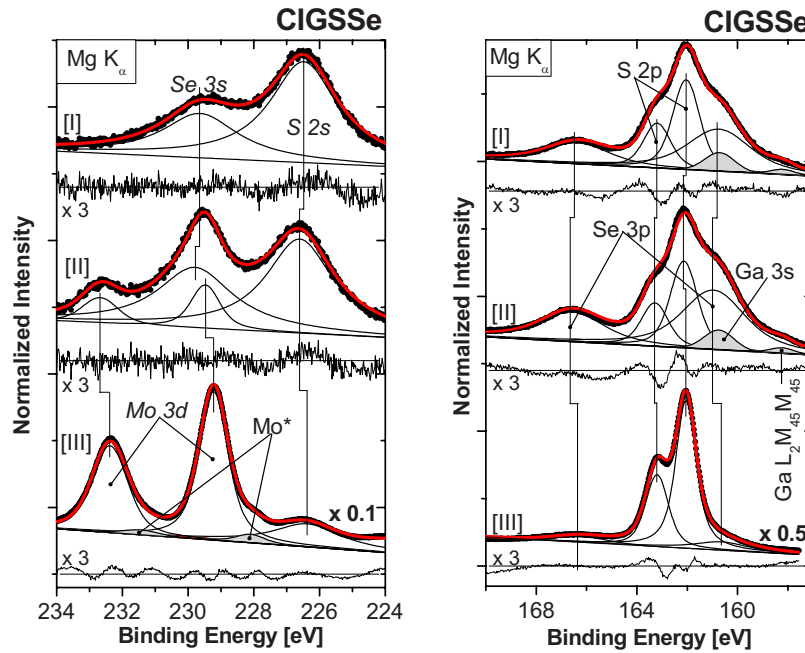 CIGSSe
Mg Kα
Se 3s
S 2s
[I]
x 3
[II]
x 3
Mo 3d
Mo*
[III]
x 0.1
x 3
234 232 230 228 226 224
Binding Energy [eV]
Normalized Intensity
CIGSSe
Mg Kα
S 2p
[I]
x 3
Se 3p
Ga 3s
[II]
x 3
Ga L2M45M45
[III]
x 0.5
x 3
168 164 160
Binding Energy [eV]
Normalized Intensity